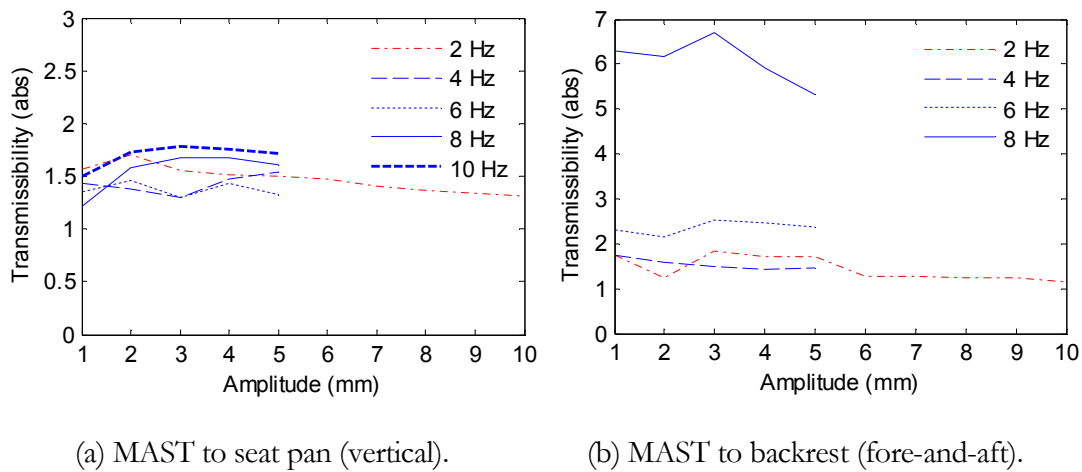 3
2.5
2
1.5
1
0.5
0
Transmissibility (abs)
2 Hz
4 Hz
6 Hz
8 Hz
10 Hz
1 2 3 4 5 6 7 8 9 10
Amplitude (mm)
(a) MAST to seat pan (vertical).
7
6
5
4
3
2
1
0
Transmissibility (abs)
2 Hz
4 Hz
6 Hz
8 Hz
1 2 3 4 5 6 7 8 9 10
Amplitude (mm)
(b) MAST to backrest (fore-and-aft).